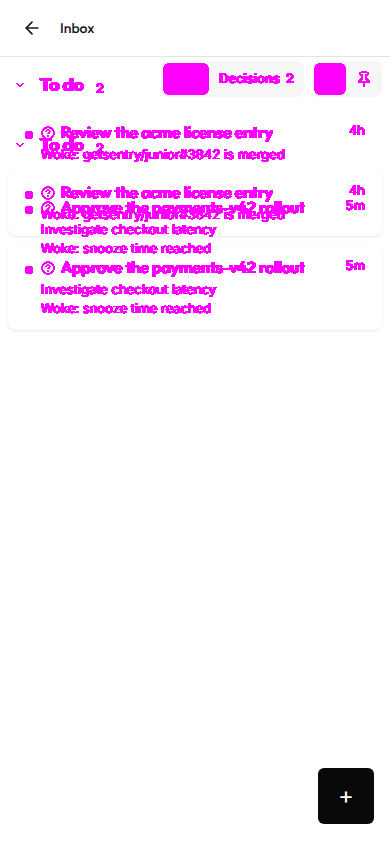 Inbox
Decisions 2
To do 2
Review the acme license entry 4h
To do 2
Woke: getsentry/junior#3642 is merged
Review the acme license entry 4h
Approve the payments-v42 rollout 5m
Woke: getsentry/junior#3642 is merged
Investigate checkout latency
Woke: snooze time reached
Approve the payments-v42 rollout 5m
Investigate checkout latency
Woke: snooze time reached